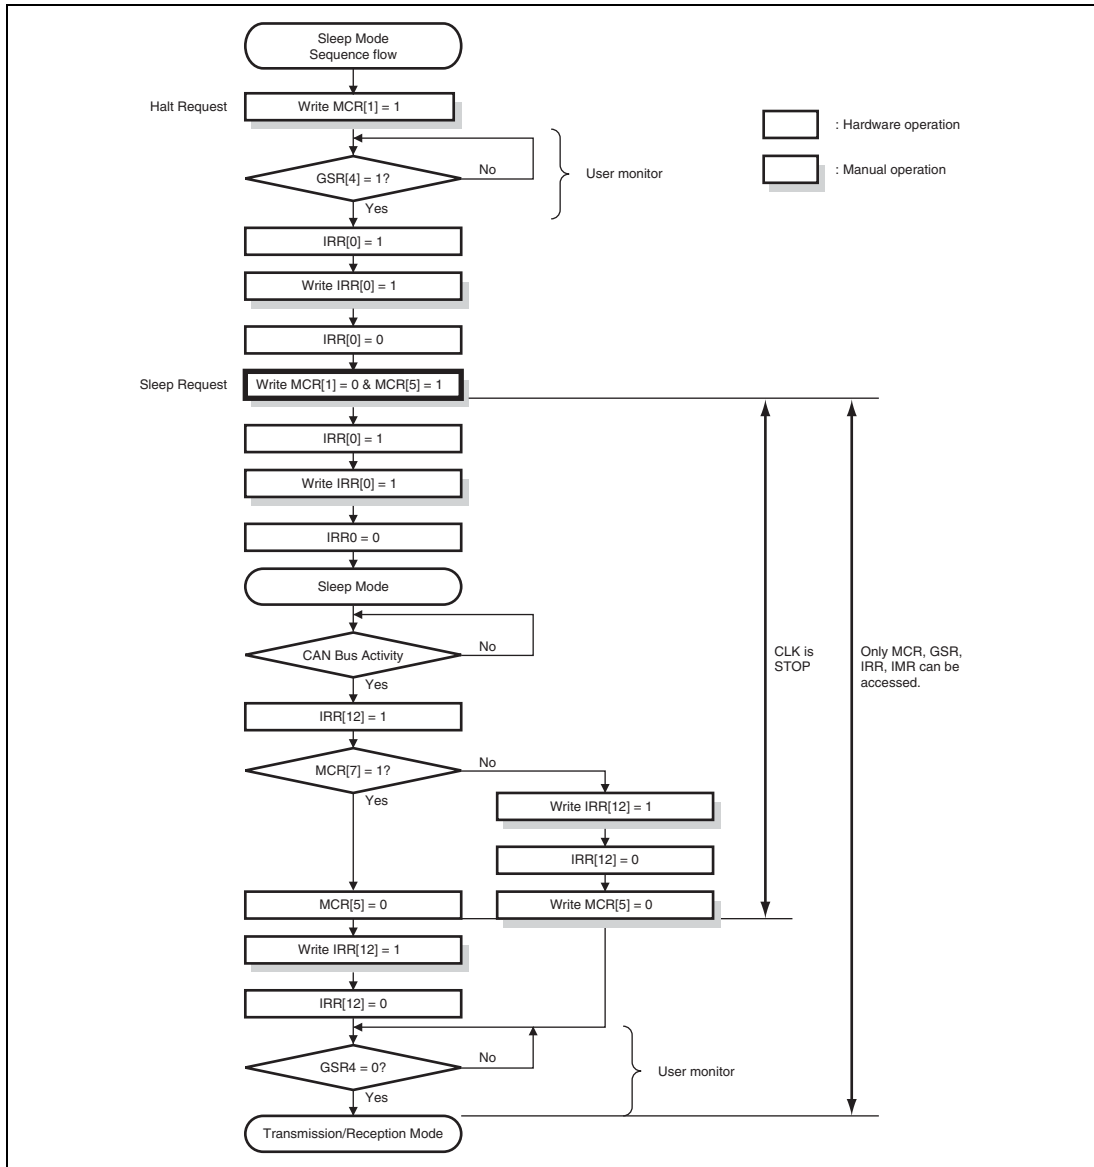 Sleep Mode
Sequence flow
Halt Request
Write MCR[1] = 1
: Hardware operation
: Manual operation
GSR[4] = 1?
No
User monitor
Yes
IRR[0] = 1
Write IRR[0] = 1
IRR[0] = 0
Sleep Request
Write MCR[1] = 0 & MCR[5] = 1
IRR[0] = 1
Write IRR[0] = 1
IRR0 = 0
Sleep Mode
CAN Bus Activity
No
Yes
CLK is
STOP
Only MCR, GSR,
IRR, IMR can be
accessed.
IRR[12] = 1
MCR[7] = 1?
No
Yes
Write IRR[12] = 1
IRR[12] = 0
MCR[5] = 0
Write MCR[5] = 0
Write IRR[12] = 1
IRR[12] = 0
GSR4 = 0?
No
User monitor
Yes
Transmission/Reception Mode